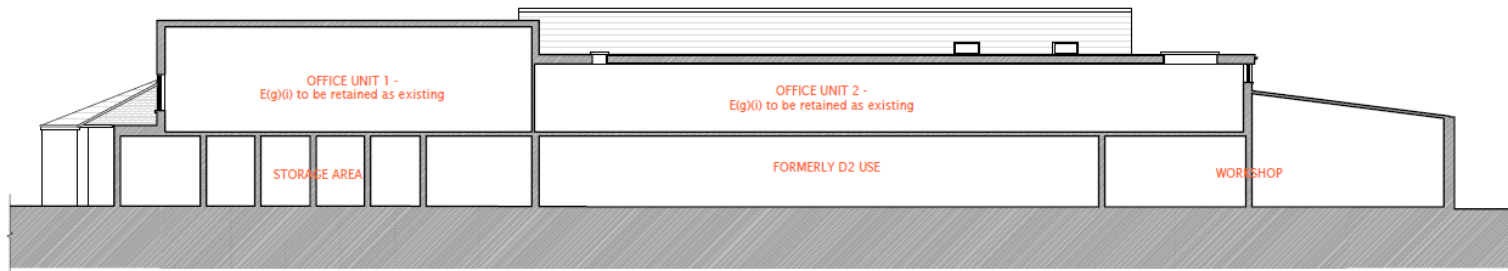 OFFICE UNIT 1 -
E(g)(i) to be retained as existing
OFFICE UNIT 2 -
E(g)(i) to be retained as existing
STORAGE AREA
FORMERLY D2 USE
WORKSHOP